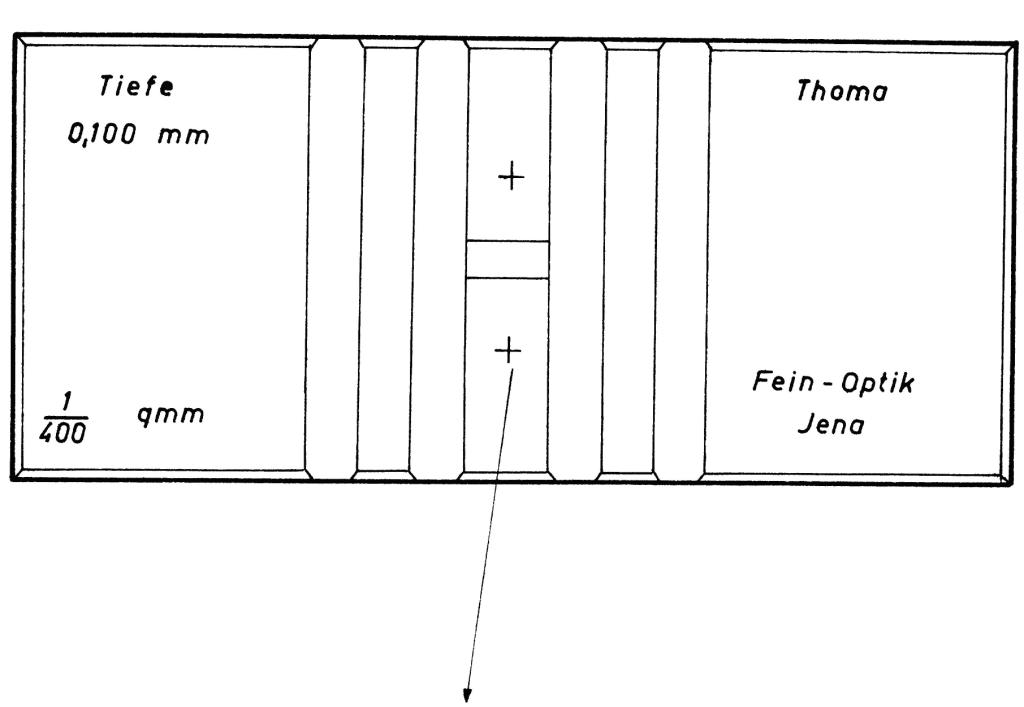 Tiefe
0,100 mm
Thoma
1/400 qmm
Fein-Optik
Jena